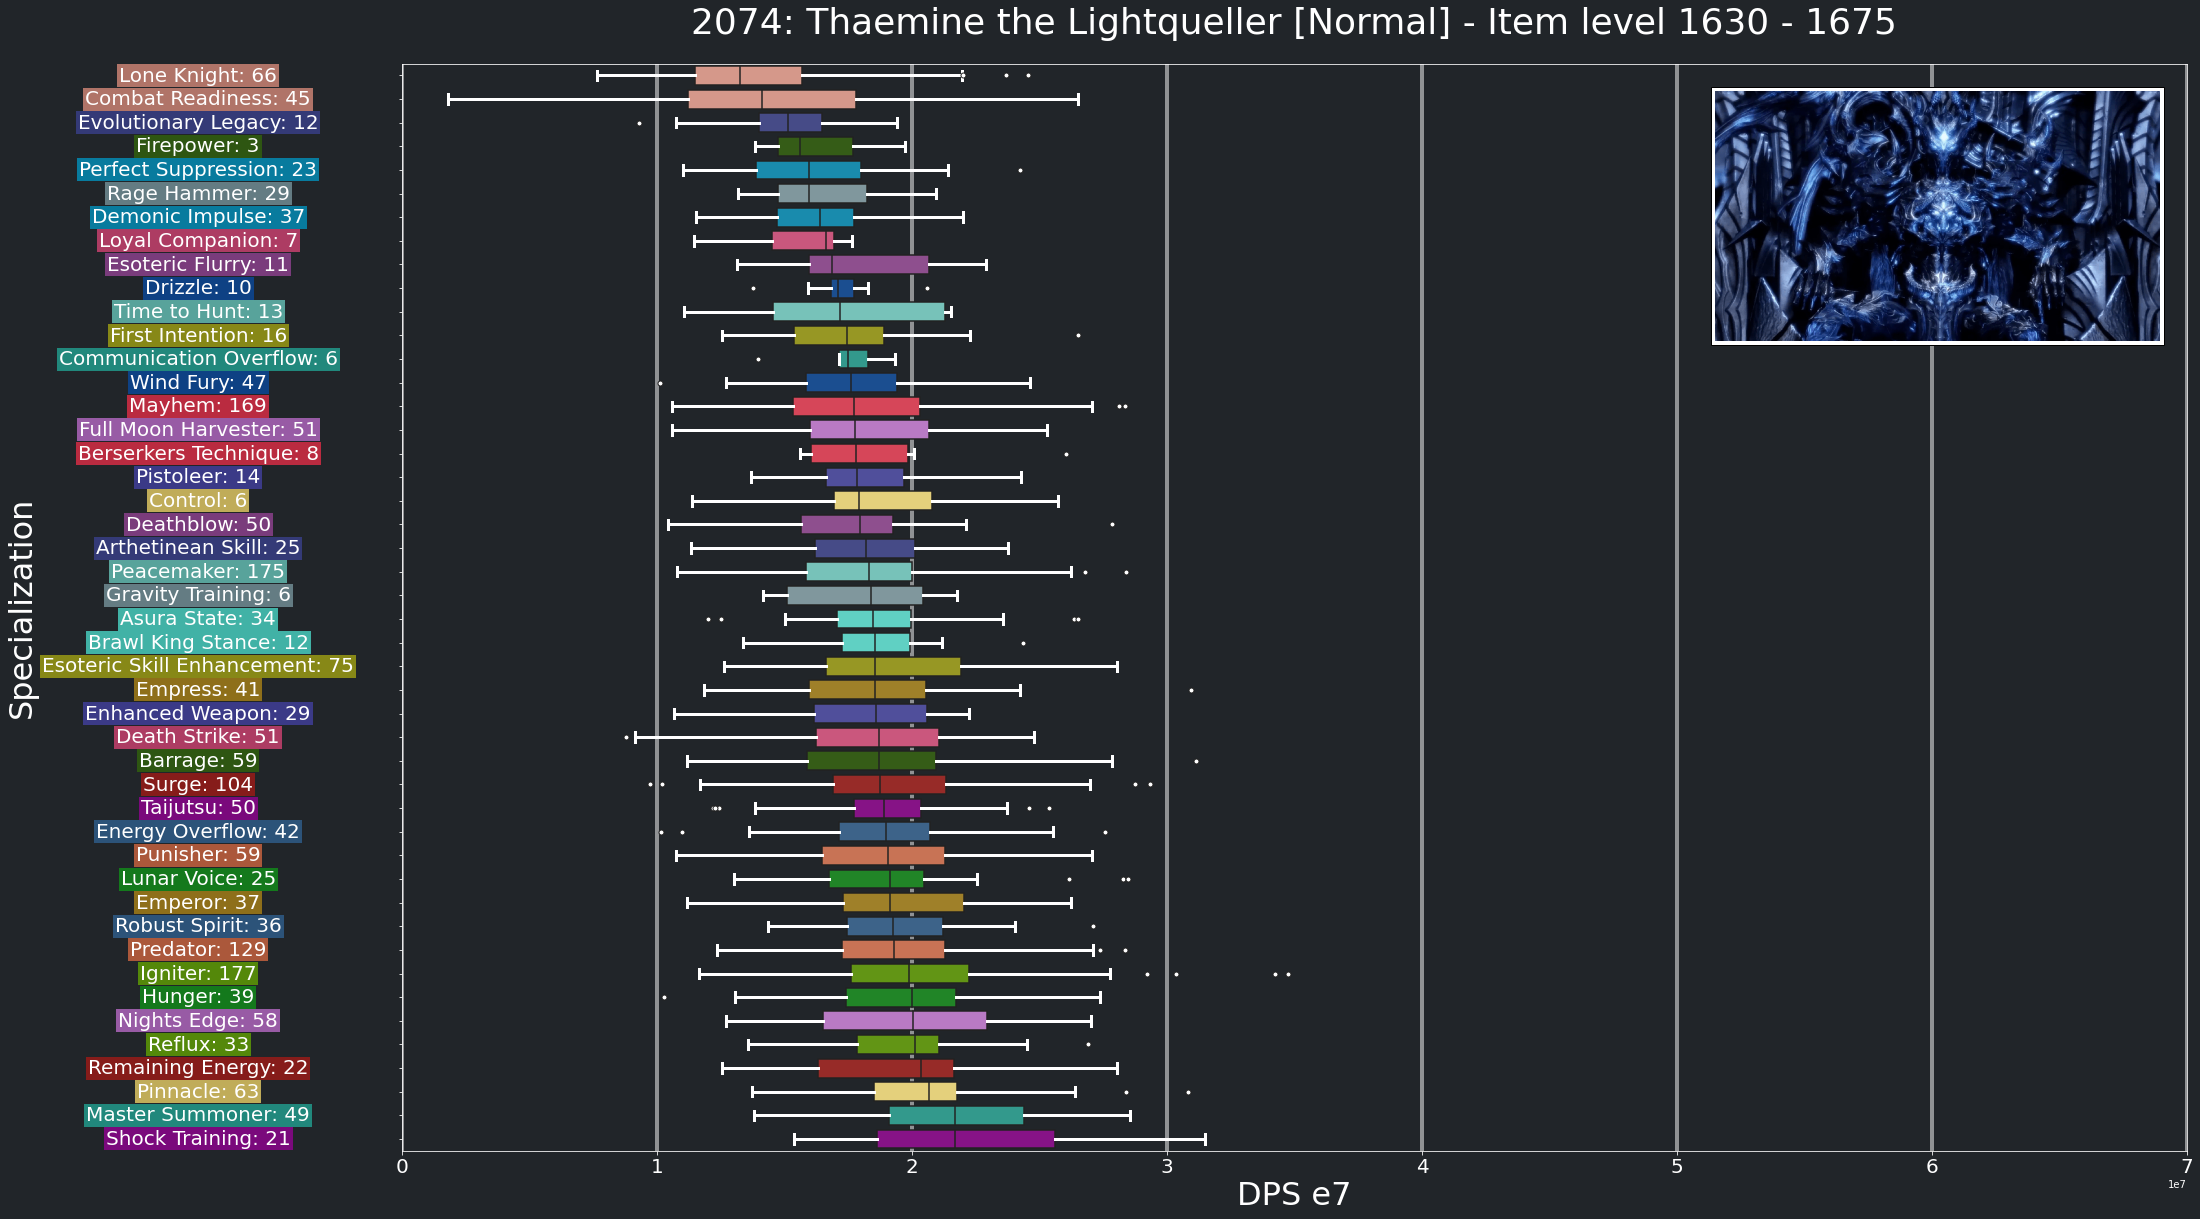 2074: Thaemine the Lightqueller [Normal] - Item level 1630 - 1675
Specialization
Lone Knight: 66
Combat Readiness: 45
Evolutionary Legacy: 12
Firepower: 3
Perfect Suppression: 23
Rage Hammer: 29
Demonic Impulse: 37
Loyal Companion: 7
Esoteric Flurry: 11
Drizzle: 10
Time to Hunt: 13
First Intention: 16
Communication Overflow: 6
Wind Fury: 47
Mayhem: 169
Full Moon Harvester: 51
Berserkers Technique: 8
Pistoleer: 14
Control: 6
Deathblow: 50
Arthetinean Skill: 25
Peacemaker: 175
Gravity Training: 6
Asura State: 34
Brawl King Stance: 12
Esoteric Skill Enhancement: 75
Empress: 41
Enhanced Weapon: 29
Death Strike: 51
Barrage: 59
Surge: 104
Taijutsu: 50
Energy Overflow: 42
Punisher: 59
Lunar Voice: 25
Emperor: 37
Robust Spirit: 36
Predator: 129
Igniter: 177
Hunger: 39
Nights Edge: 58
Reflux: 33
Remaining Energy: 22
Pinnacle: 63
Master Summoner: 49
Shock Training: 21
0 1 2 3 4 5 6 7
1e7
DPS e7